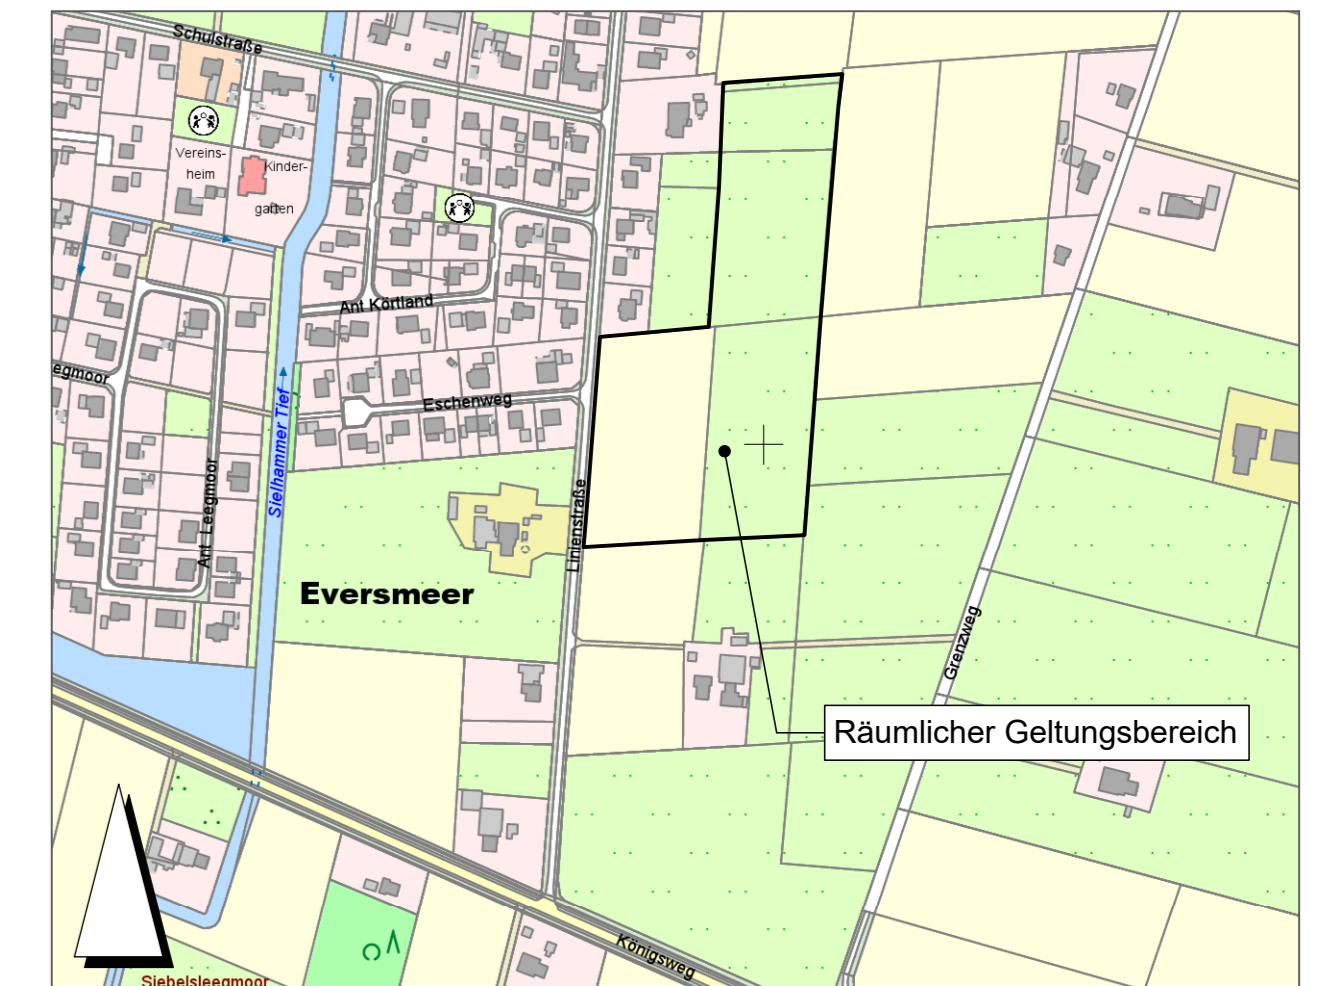 Schulstraße
Vereins-
heim
Kinder-
garten
Ant Körtland
egmoor
Eschenweg
Sielhammer Tief
Ant Leegmoor
Linienstraße
Eversmeer
Grenzweg
Räumlicher Geltungsbereich
Königsweg
Siebelsleegmoor